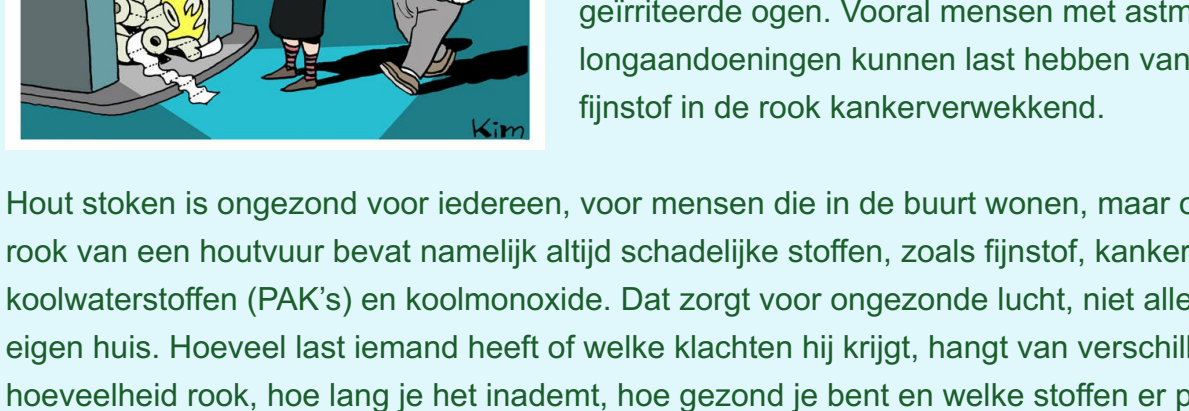 geïrriteerde ogen. Vooral mensen met
longaandoeningen kunnen last hebben van
fijnstof in de rook kankerverwekkend.
Kim
Hout stoken is ongezond voor iedereen, voor mensen die in de buurt wonen, maar
rook van een houtvuur bevat namelijk altijd schadelijke stoffen, zoals fijnstof,
koolwaterstoffen (PAK's) en koolmonoxide. Dat zorgt voor ongezonde lucht, niet
eigen huis. Hoeveel last iemand heeft of welke klachten hij krijgt, hangt van
hoeveelheid rook, hoe lang je het inademt, hoe gezond je bent en welke stoffen er